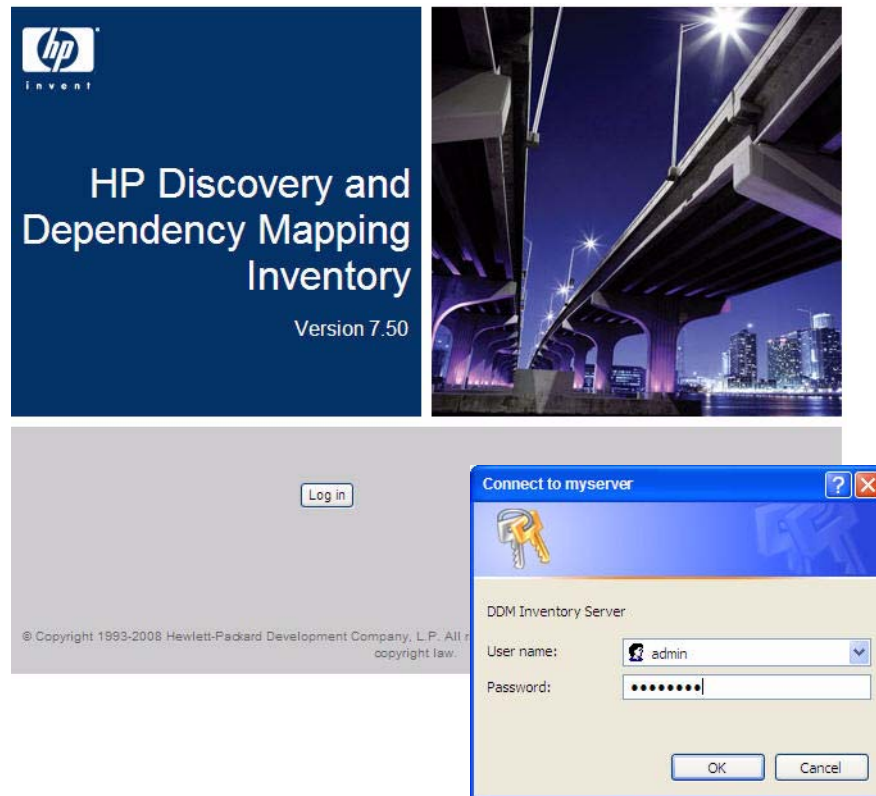 hp
invent
HP Discovery and
Dependency Mapping
Inventory
Version 7.50
Log in
Connect to myserver
DDM Inventory Server
User name:
admin
Password:
OK
Cancel
© Copyright 1993-2008 Hewlett-Packard Development Company, L.P. All
copyright law.